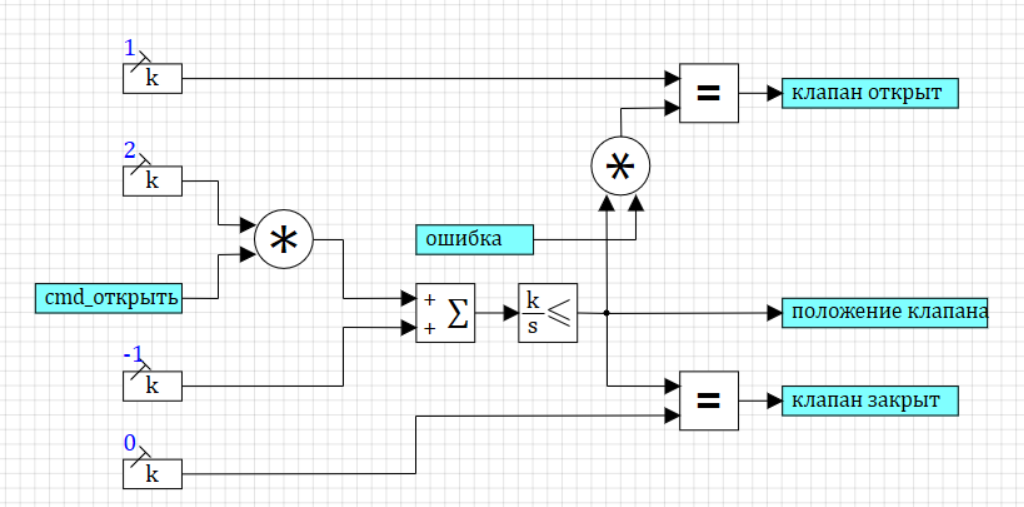 1
k
=
клапан открыт
2
k
*
*
ошибка
cmd_открыть
+
+
Σ
k
s
≤
положение клапана
-1
k
=
клапан закрыт
0
k